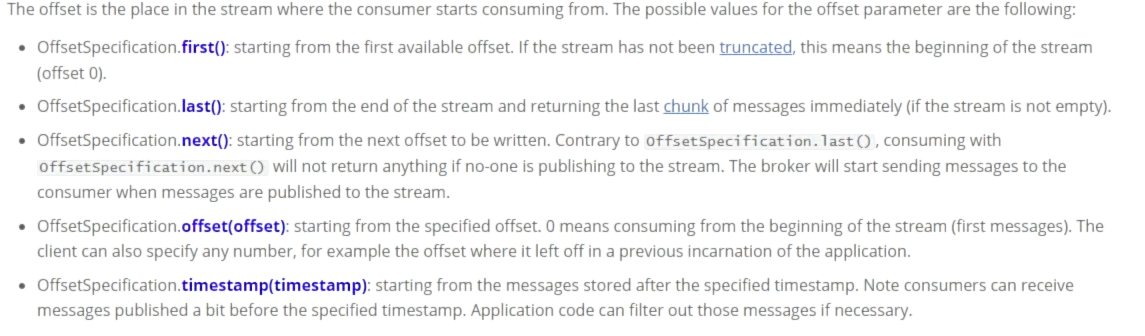 The offset is the place in the stream where the consumer starts consuming from. The possible values for the offset parameter are the following:
• OffsetSpecification.first(): starting from the first available offset. If the stream has not been truncated, this means the beginning of the stream
(offset 0).
• OffsetSpecification.last(): starting from the end of the stream and returning the last chunk of messages immediately (if the stream is not empty).
• OffsetSpecification.next(): starting from the next offset to be written. Contrary to OffsetSpecification.last(), consuming with
OffsetSpecification.next() will not return anything if no-one is publishing to the stream. The broker will start sending messages to the
consumer when messages are published to the stream.
• OffsetSpecification.offset(offset): starting from the specified offset. 0 means consuming from the beginning of the stream (first messages). The
client can also specify any number, for example the offset where it left off in a previous incarnation of the application.
• OffsetSpecification.timestamp(timestamp): starting from the messages stored after the specified timestamp. Note consumers can receive
messages published a bit before the specified timestamp. Application code can filter out those messages if necessary.